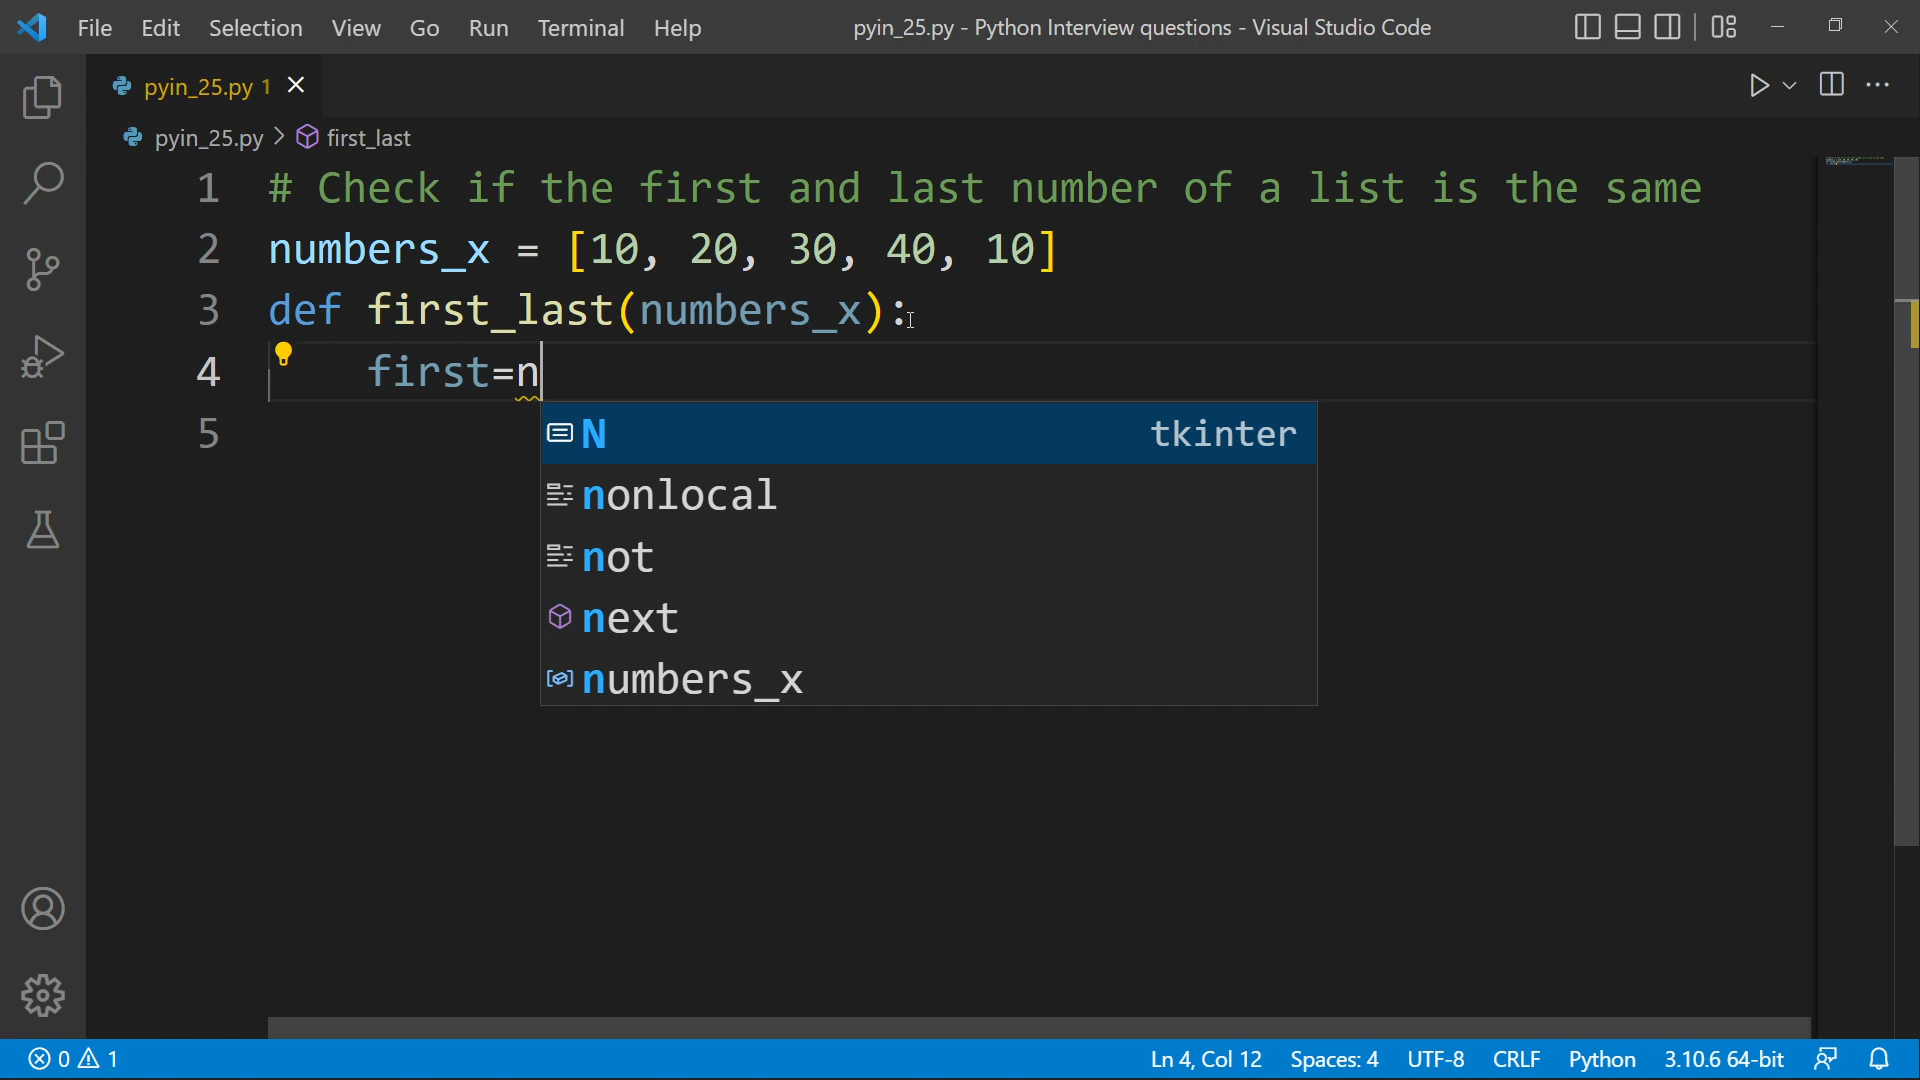 File Edit Selection View Go Run Terminal Help pyin_25.py - Python Interview questions - Visual Studio Code
pyin_25.py 1
pyin_25.py > first_last
1 # Check if the first and last number of a list is the same
2 numbers_x = [10, 20, 30, 40, 10]
3 def first_last(numbers_x):
4 first=n
5
N tkinter
nonlocal
not
next
numbers_x
0 1 Ln 4, Col 12 Spaces: 4 UTF-8 CRLF Python 3.10.6 64-bit